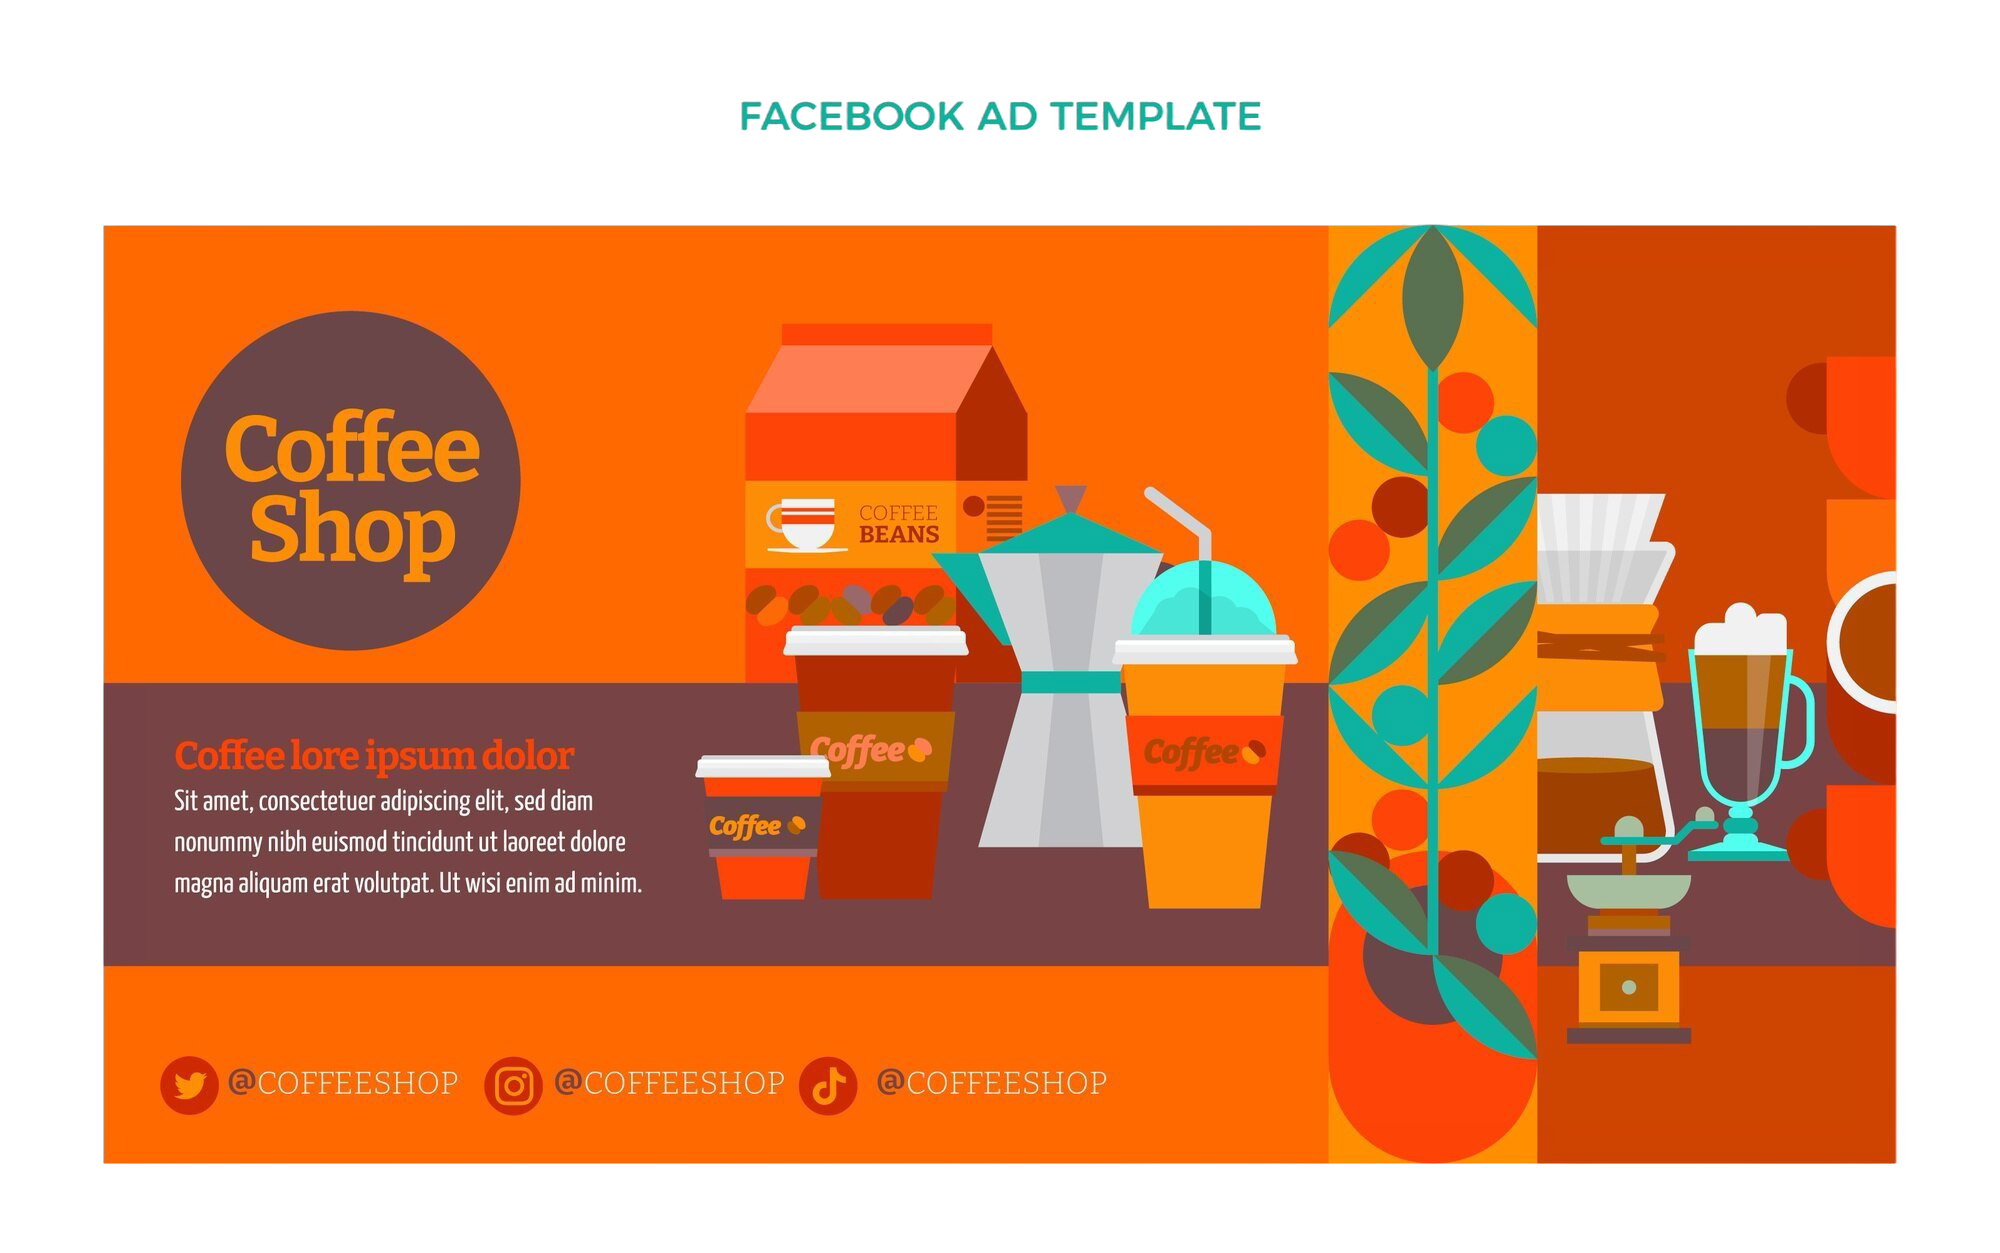 FACEBOOK AD TEMPLATE
Coffee
Shop
COFFEE
BEANS
Coffee
Coffee
Coffee
Coffee lore ipsum dolor
Sit amet, consectetuer adipiscing elit, sed diam
nonummy nibh euismod tincidunt ut laoreet dolore
magna aliquam erat volutpat. Ut wisi enim ad minim.
@COFFEESHOP @COFFEESHOP @COFFEESHOP